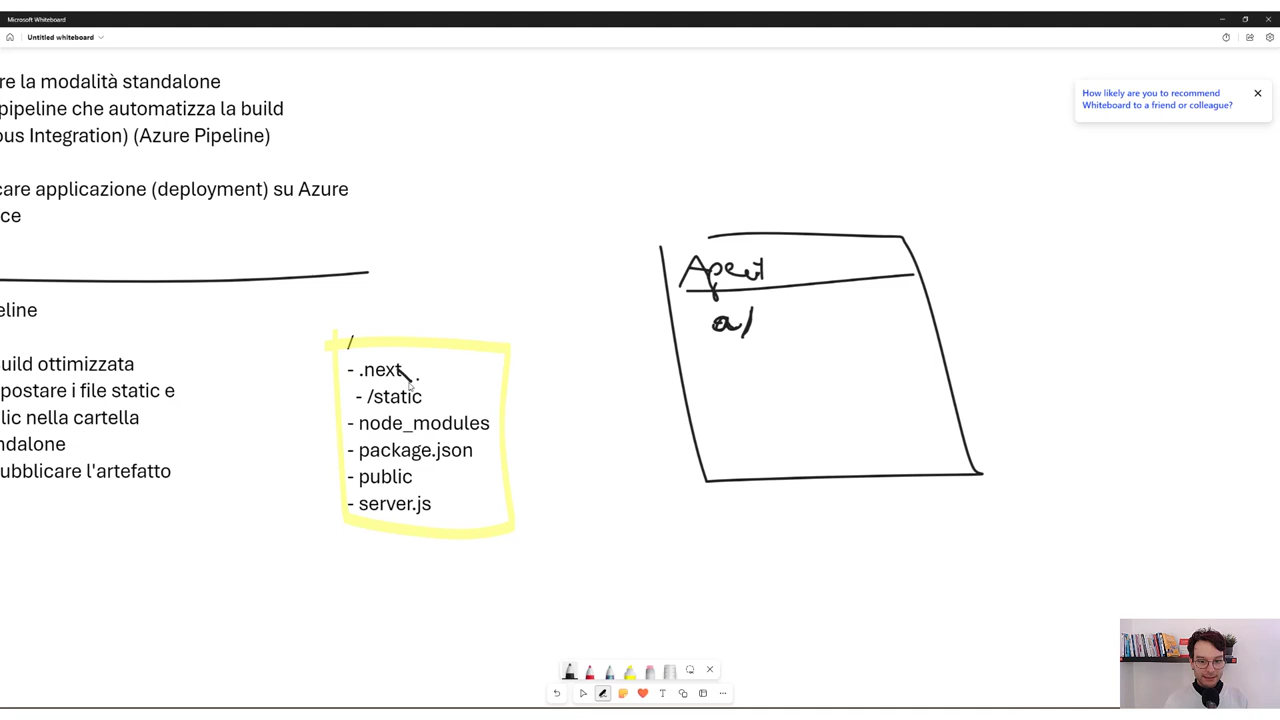 Microsoft Whiteboard
Untitled whiteboard
re la modalità standalone
pipeline che automatizza la build
ous Integration) (Azure Pipeline)
care applicazione (deployment) su Azure
ce
How likely are you to recommend
Whiteboard to a friend or colleague?
eline
uild ottimizzata
postare i file static e
lic nella cartella
ndalone
ubblicare l'artefatto
/
- .next
- /static
- node_modules
- package.json
- public
- server.js
Agent
a/